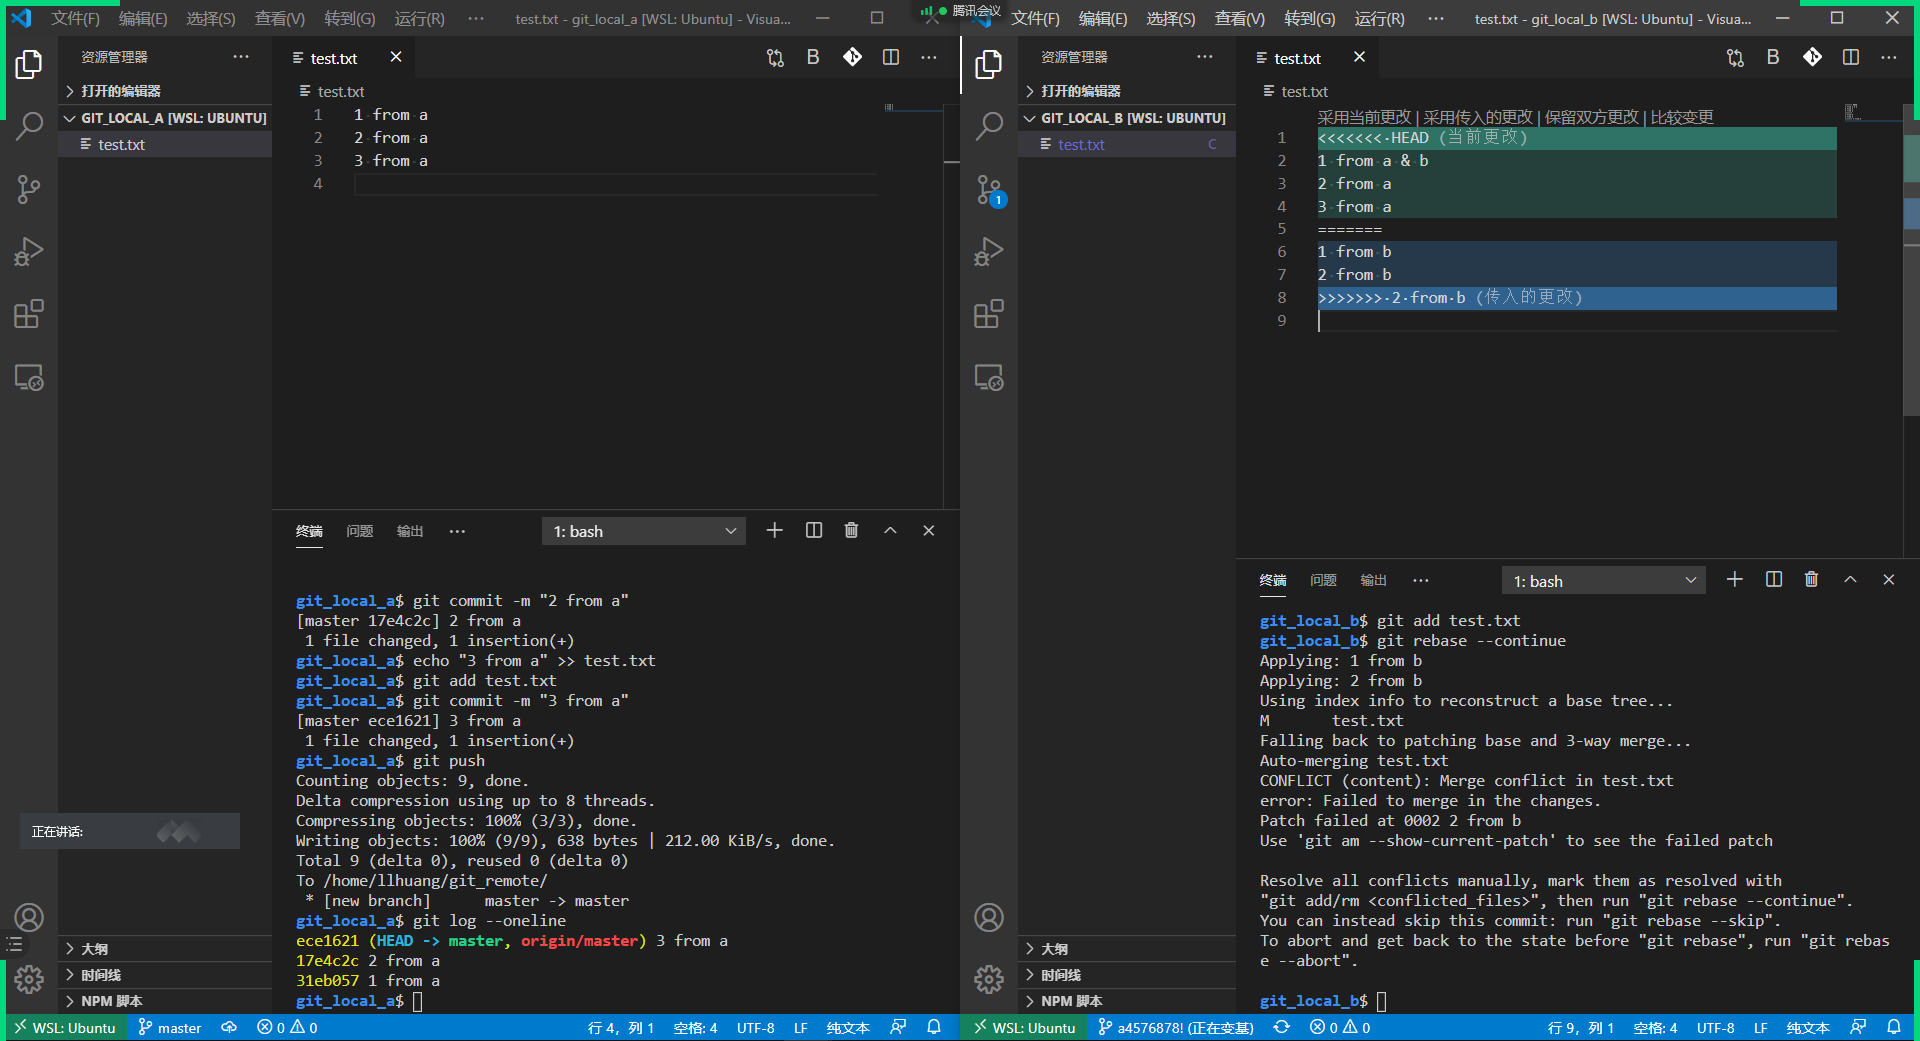 文件(F) 编辑(E) 选择(S) 查看(V) 转到(G) 运行(R) ··· test.txt - git_local_a [WSL: Ubuntu] - Visua...
腾讯会议
资源管理器 ···
打开的编辑器
GIT_LOCAL_A [WSL: UBUNTU]
test.txt
test.txt
test.txt
1 1 from a
2 2 from a
3 3 from a
4
终端 问题 输出 ··· 1: bash
git_local_a$ git commit -m "2 from a"
[master 17e4c2c] 2 from a
1 file changed, 1 insertion(+)
git_local_a$ echo "3 from a" >> test.txt
git_local_a$ git add test.txt
git_local_a$ git commit -m "3 from a"
[master ece1621] 3 from a
1 file changed, 1 insertion(+)
git_local_a$ git push
Counting objects: 9, done.
Delta compression using up to 8 threads.
Compressing objects: 100% (3/3), done.
Writing objects: 100% (9/9), 638 bytes | 212.00 KiB/s, done.
Total 9 (delta 0), reused 0 (delta 0)
To /home/llhuang/git_remote/
* [new branch] master -> master
git_local_a$ git log --oneline
ece1621 (HEAD -> master, origin/master) 3 from a
17e4c2c 2 from a
31eb057 1 from a
git_local_a$
正在讲话:
大纲
时间线
NPM 脚本
WSL: Ubuntu master 0 0 行 4，列 1 空格: 4 UTF-8 LF 纯文本
文件(F) 编辑(E) 选择(S) 查看(V) 转到(G) 运行(R) ··· test.txt - git_local_b [WSL: Ubuntu] - Visua...
资源管理器 ···
打开的编辑器
GIT_LOCAL_B [WSL: UBUNTU]
test.txt C
1
test.txt
B
test.txt
采用当前更改 | 采用传入的更改 | 保留双方更改 | 比较变更
1 <<<<<<<·HEAD (当前更改)
2 1 from a & b
3 2 from a
4 3 from a
5 =======
6 1 from b
7 2 from b
8 >>>>>>>·2·from·b (传入的更改)
9
终端 问题 输出 ··· 1: bash
git_local_b$ git add test.txt
git_local_b$ git rebase --continue
Applying: 1 from b
Applying: 2 from b
Using index info to reconstruct a base tree...
M test.txt
Falling back to patching base and 3-way merge...
Auto-merging test.txt
CONFLICT (content): Merge conflict in test.txt
error: Failed to merge in the changes.
Patch failed at 0002 2 from b
Use 'git am --show-current-patch' to see the failed patch
Resolve all conflicts manually, mark them as resolved with
"git add/rm <conflicted_files>", then run "git rebase --continue".
You can instead skip this commit: run "git rebase --skip".
To abort and get back to the state before "git rebase", run "git rebas
e --abort".
git_local_b$
大纲
时间线
NPM 脚本
WSL: Ubuntu a4576878! (正在变基) 0 0 行 9，列 1 空格: 4 UTF-8 LF 纯文本